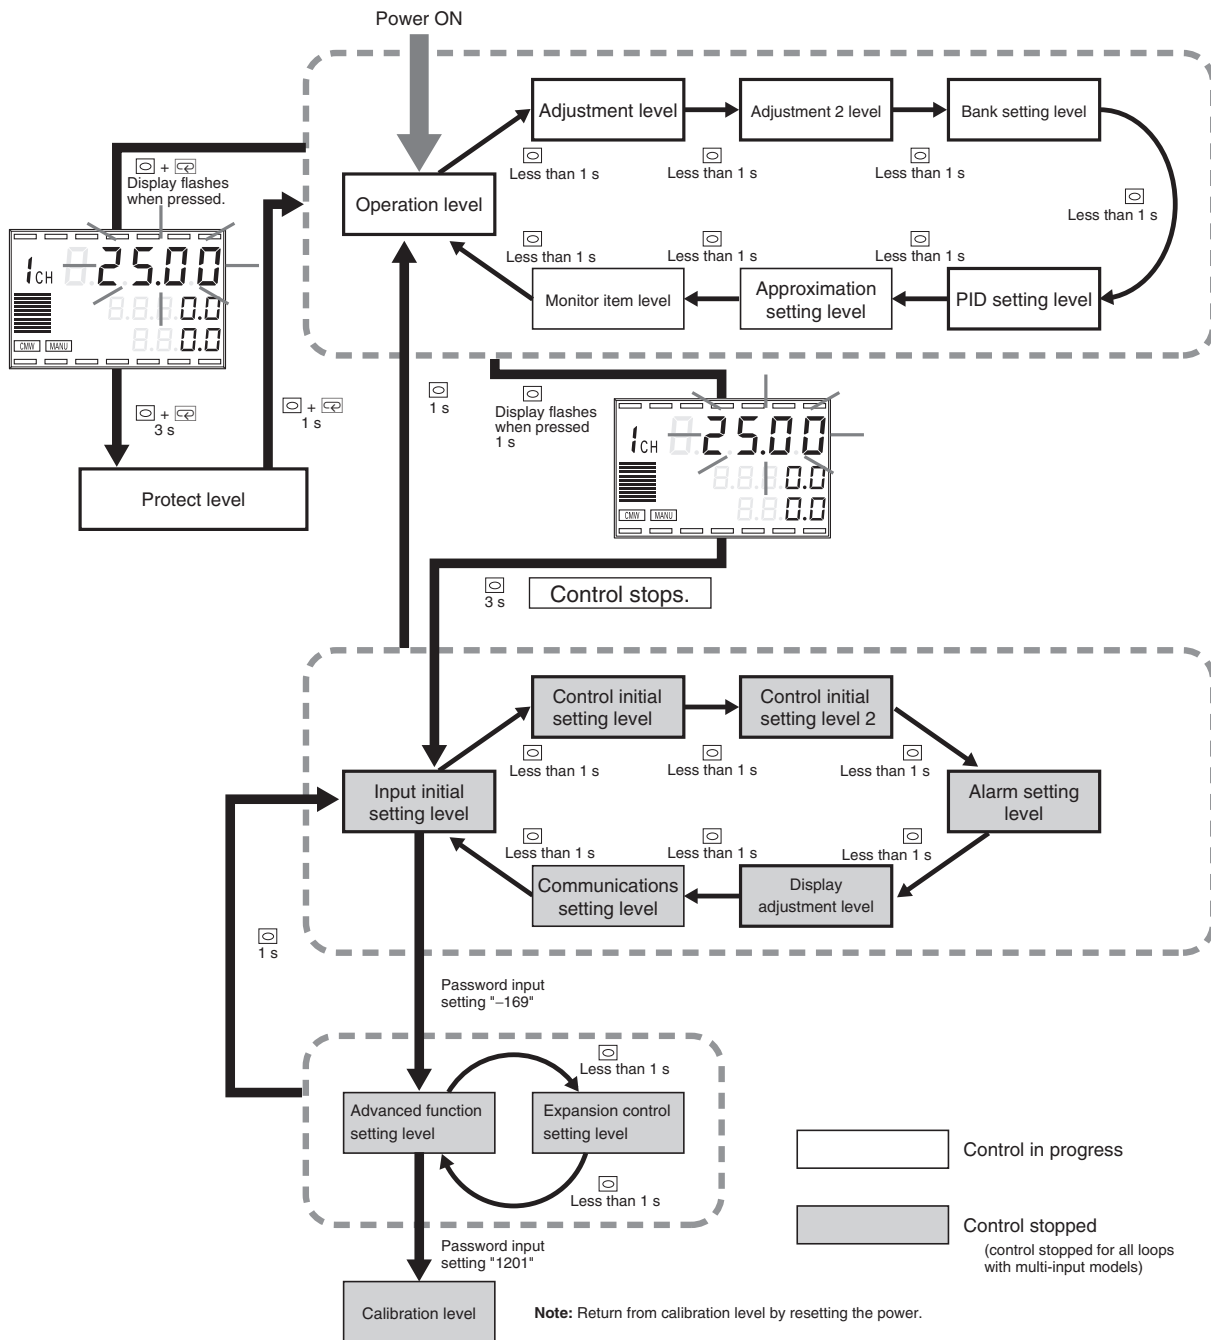 Power ON
Adjustment level
Adjustment 2 level
Bank setting level
Less than 1 s
Less than 1 s
Less than 1 s
Less than 1 s
+
Display flashes
when pressed.
Operation level
Less than 1 s
Less than 1 s
Less than 1 s
Monitor item level
Approximation
setting level
PID setting level
1CH 25.00
0.0
0.0
CMW MANU
+
3 s
+
1 s
Protect level
1 s
Display flashes
when pressed
1 s
1CH 25.00
0.0
0.0
CMW MANU
3 s
Control stops.
Control initial
setting level
Control initial
setting level 2
Less than 1 s
Less than 1 s
Less than 1 s
Input initial
setting level
Alarm setting
level
Less than 1 s
Less than 1 s
Less than 1 s
Communications
setting level
Display
adjustment level
1 s
Password input
setting "–169"
Less than 1 s
Advanced function
setting level
Expansion control
setting level
Less than 1 s
Control in progress
Control stopped
(control stopped for all loops
with multi-input models)
Password input
setting "1201"
Calibration level
Note: Return from calibration level by resetting the power.